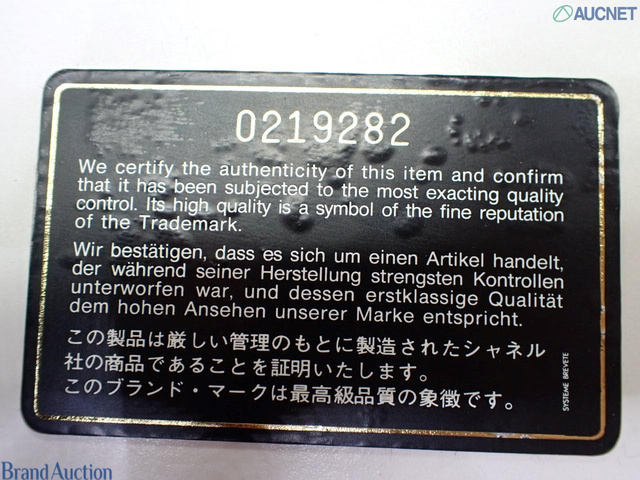 AUCNET
0219282
We certify the authenticity of this item and confirm
that it has been subjected to the most exacting quality
control. Its high quality is a symbol of the fine reputation
of the Trademark.
Wir bestätigen, dass es sich um einen Artikel handelt,
der während seiner Herstellung strengsten Kontrollen
unterworfen war, und dessen erstklassige Qualität
dem hohen Ansehen unserer Marke entspricht.
この製品は厳しい管理のもとに製造されたシャネル
社の商品であることを証明いたします。
このブランド・マークは最高級品質の象徴です。
SYSTEME BREVETE
Brand Auction